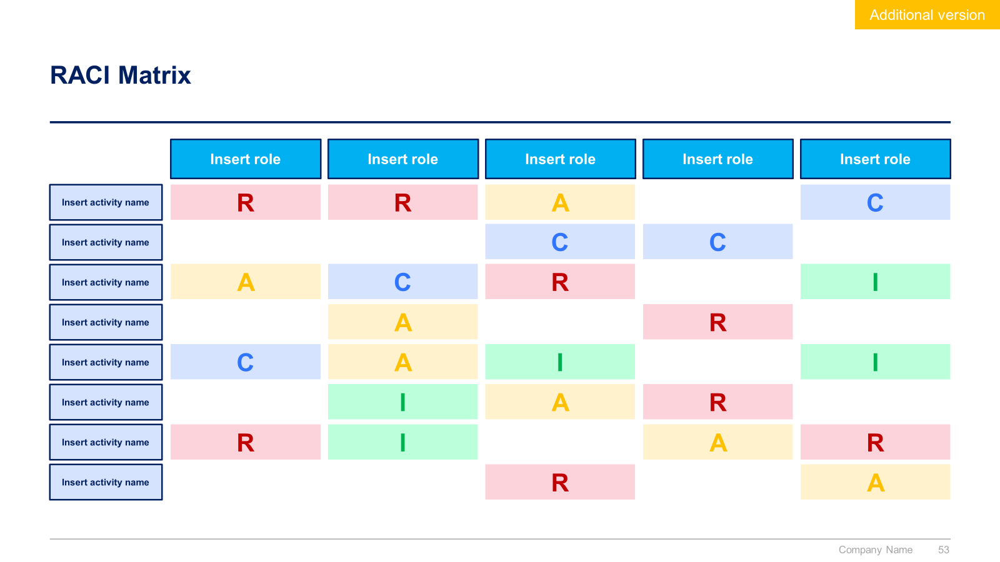 Additional version
RACI Matrix
Insert role Insert role Insert role Insert role Insert role
Insert activity name R R A C
Insert activity name C C
Insert activity name A C R I
Insert activity name A R
Insert activity name C A I I
Insert activity name I A R
Insert activity name R I A R
Insert activity name R A
Company Name 53